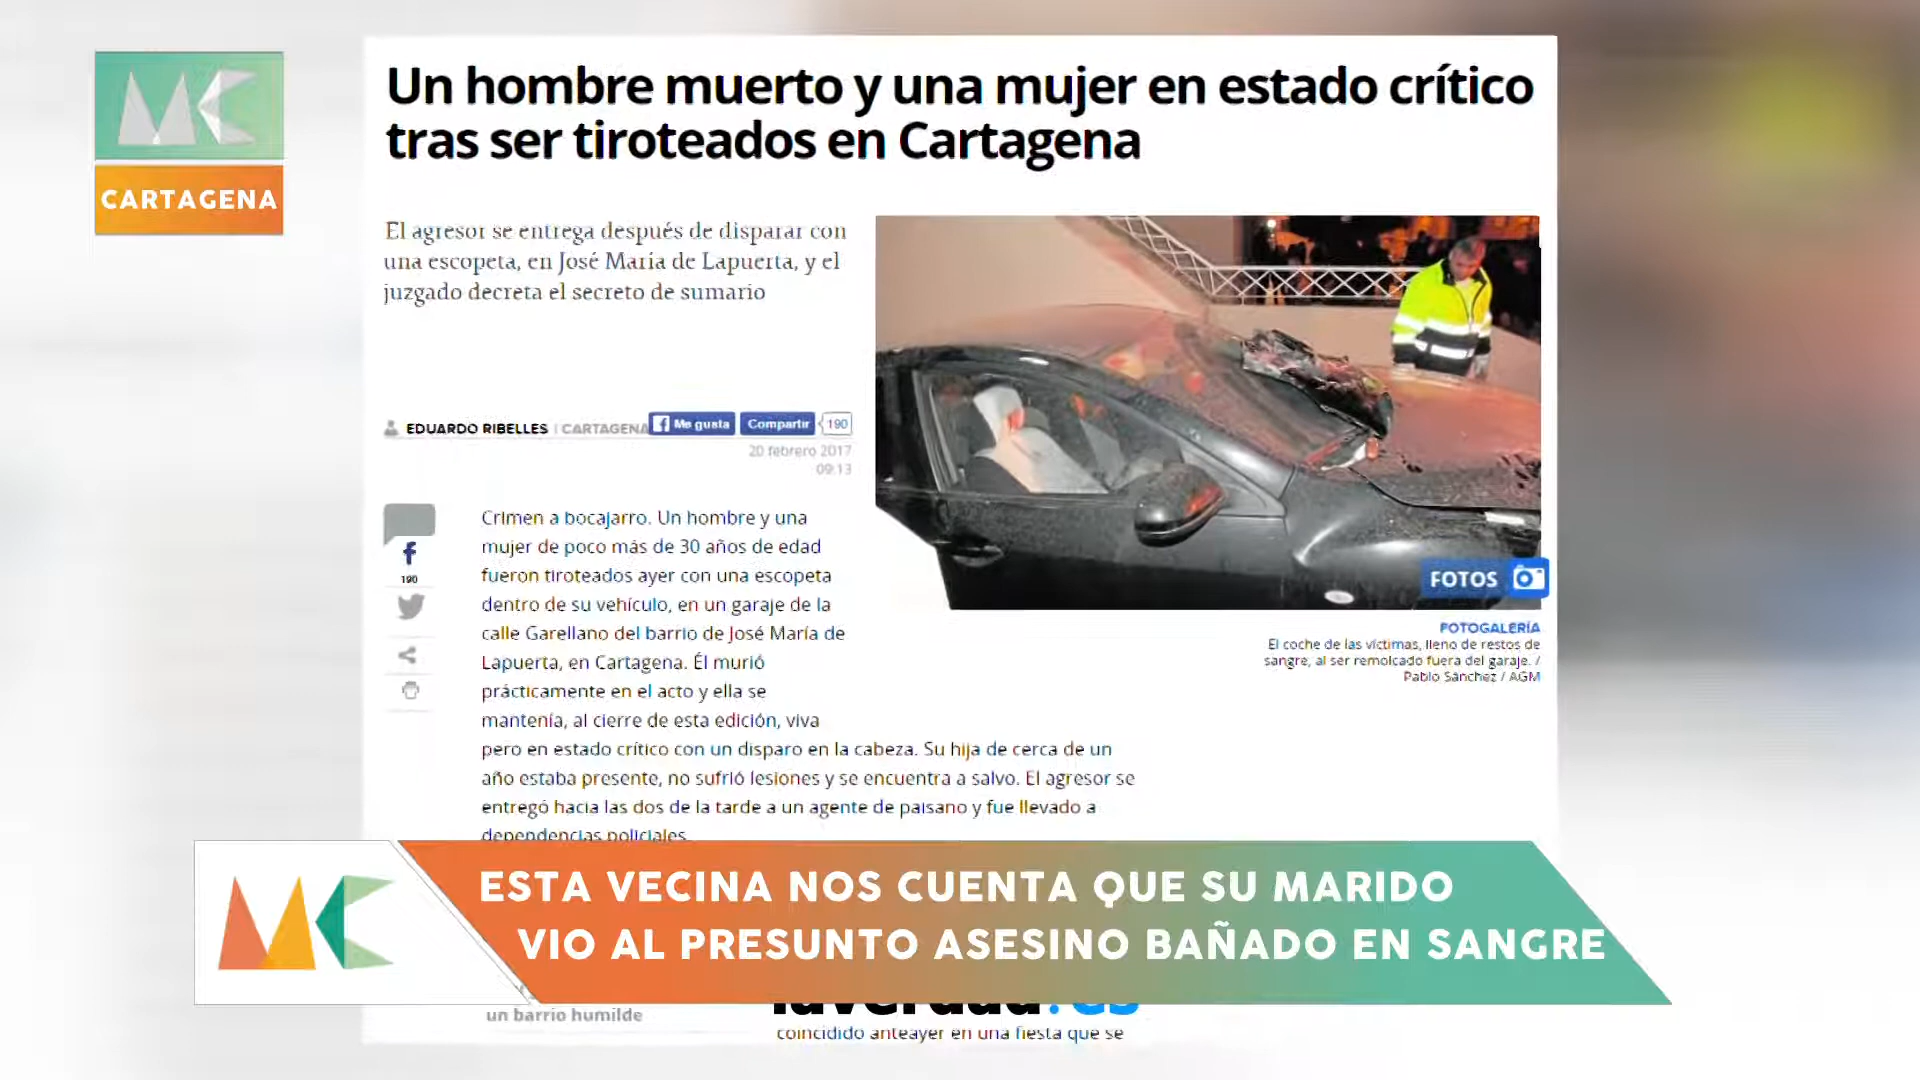 MC
CARTAGENA
Un hombre muerto y una mujer en estado crítico
tras ser tiroteados en Cartagena
El agresor se entrega después de disparar con
una escopeta, en José María de Lapuerta, y el
juzgado decreta el secreto de sumario
EDUARDO RIBELLES | CARTAGENA
Me gusta
Compartir
190
20 febrero 2017
09:13
190
Crimen a bocajarro. Un hombre y una
mujer de poco más de 30 años de edad
fueron tiroteados ayer con una escopeta
dentro de su vehículo, en un garaje de la
calle Garellano del barrio de José María de
Lapuerta, en Cartagena. Él murió
prácticamente en el acto y ella se
mantenía, al cierre de esta edición, viva
pero en estado crítico con un disparo en la cabeza. Su hija de cerca de un
año estaba presente, no sufrió lesiones y se encuentra a salvo. El agresor se
entregó hacia las dos de la tarde a un agente de paisano y fue llevado a
dependencias policiales.
FOTOS
FOTOGALERÍA
El coche de las víctimas, lleno de restos de
sangre, al ser remolcado fuera del garaje. /
Pablo Sánchez / AGM
MC
ESTA VECINA NOS CUENTA QUE SU MARIDO
VIO AL PRESUNTO ASESINO BAÑADO EN SANGRE
laverdad.es
un barrio humilde
coincidido anteayer en una fiesta que se